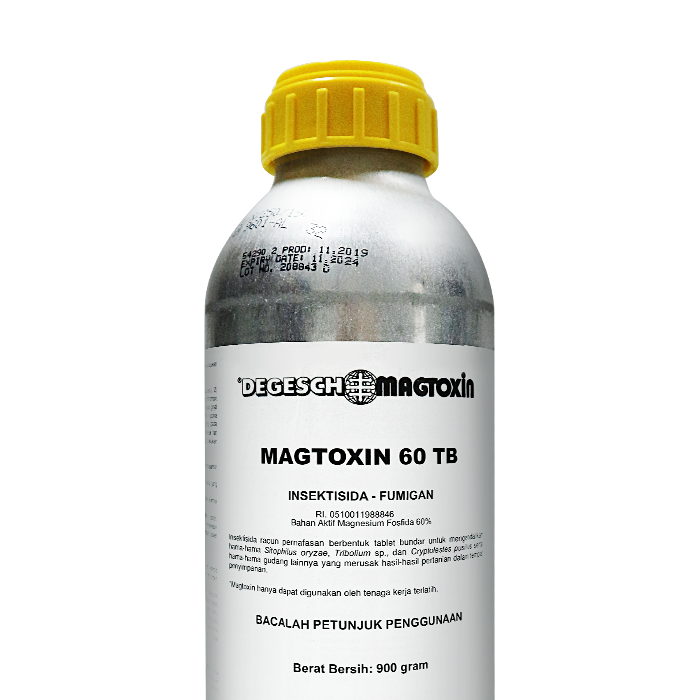 54290 2 PROD: 11.2019
EXPIRY DATE: 11.2024
LOT NO. 208843
®DEGESCH MAGTOXIN
MAGTOXIN 60 TB
INSEKTISIDA - FUMIGAN
RI. 0510011988846
Bahan Aktif Magnesium Fosfida 60%
Insektisida racun pernafasan berbentuk tablet bundar untuk mengendalikan
hama-hama Sitophilus oryzae, Tribolium sp., dan Cryptolestes pusillus serta
hama-hama gudang lainnya yang merusak hasil-hasil pertanian dalam tempat
penyimpanan.
*Magtoxin hanya dapat digunakan oleh tenaga kerja terlatih.
BACALAH PETUNJUK PENGGUNAAN
Berat Bersih: 900 gram